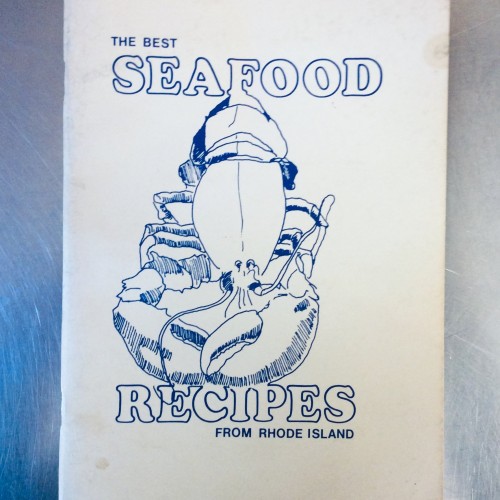 THE BEST
SEAFOOD
RECIPES
FROM RHODE ISLAND